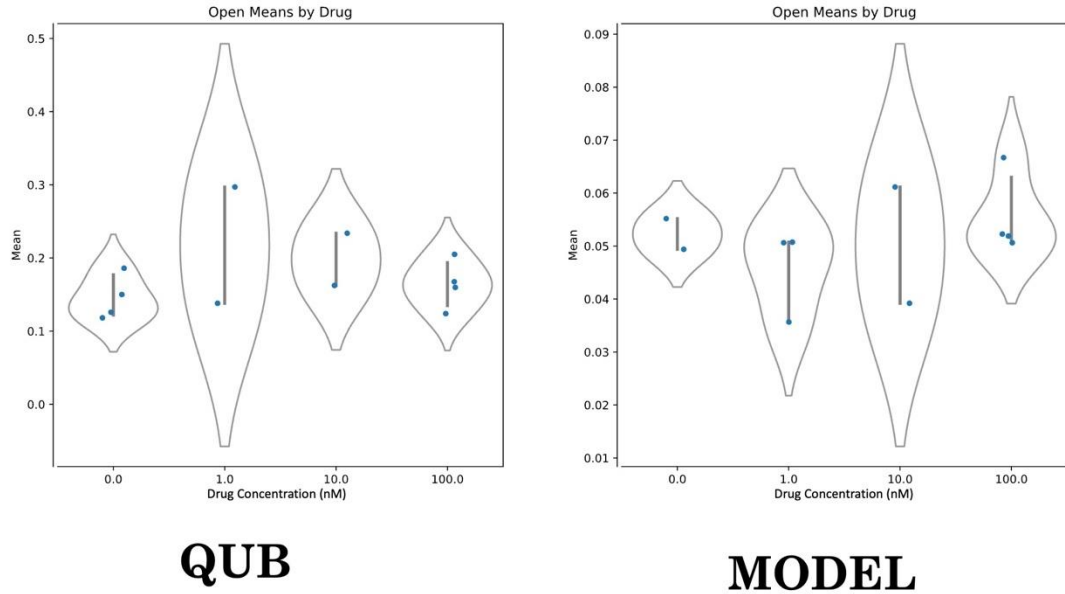 Open Means by Drug
0.5
0.4
0.3
0.2
0.1
0.0
Mean
0.0 1.0 10.0 100.0
Drug Concentration (nM)
QUB
Open Means by Drug
0.09
0.08
0.07
0.06
0.05
0.04
0.03
0.02
0.01
Mean
0.0 1.0 10.0 100.0
Drug Concentration (nM)
MODEL